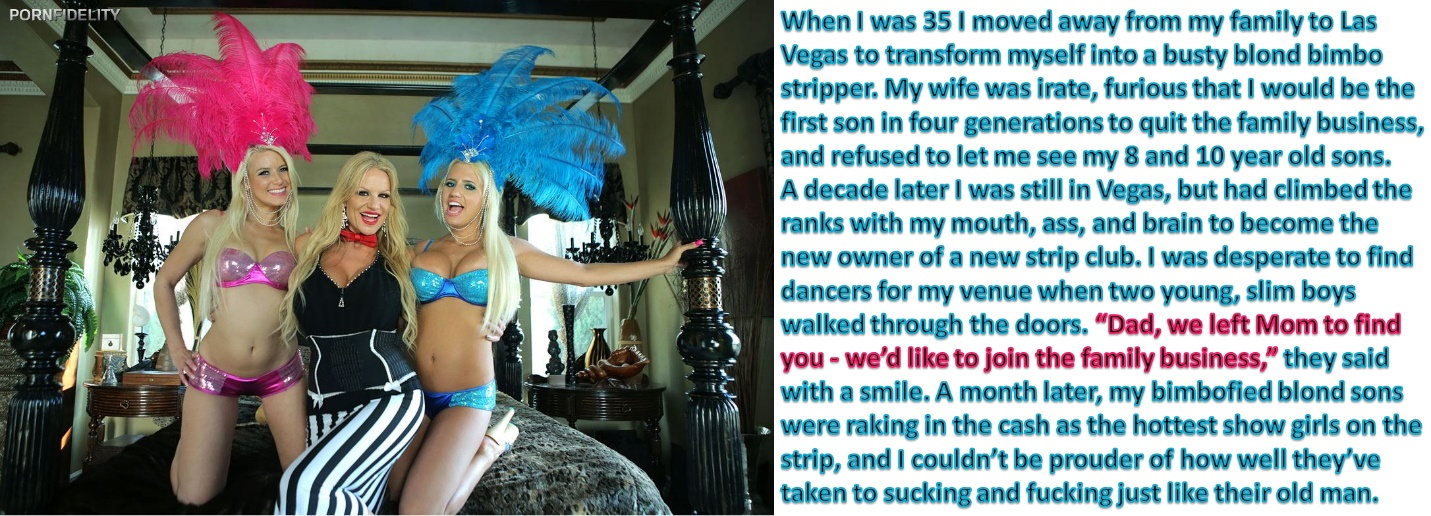 PORNFIDELITY
When I was 35 I moved away from my family to Las
Vegas to transform myself into a busty blond bimbo
stripper. My wife was irate, furious that I would be the
first son in four generations to quit the family business,
and refused to let me see my 8 and 10 year old sons.
A decade later I was still in Vegas, but had climbed the
ranks with my mouth, ass, and brain to become the
new owner of a new strip club. I was desperate to find
dancers for my venue when two young, slim boys
walked through the doors. “Dad, we left Mom to find
you - we’d like to join the family business,” they said
with a smile. A month later, my bimbofied blond sons
were raking in the cash as the hottest show girls on the
strip, and I couldn’t be prouder of how well they’ve
taken to sucking and fucking just like their old man.